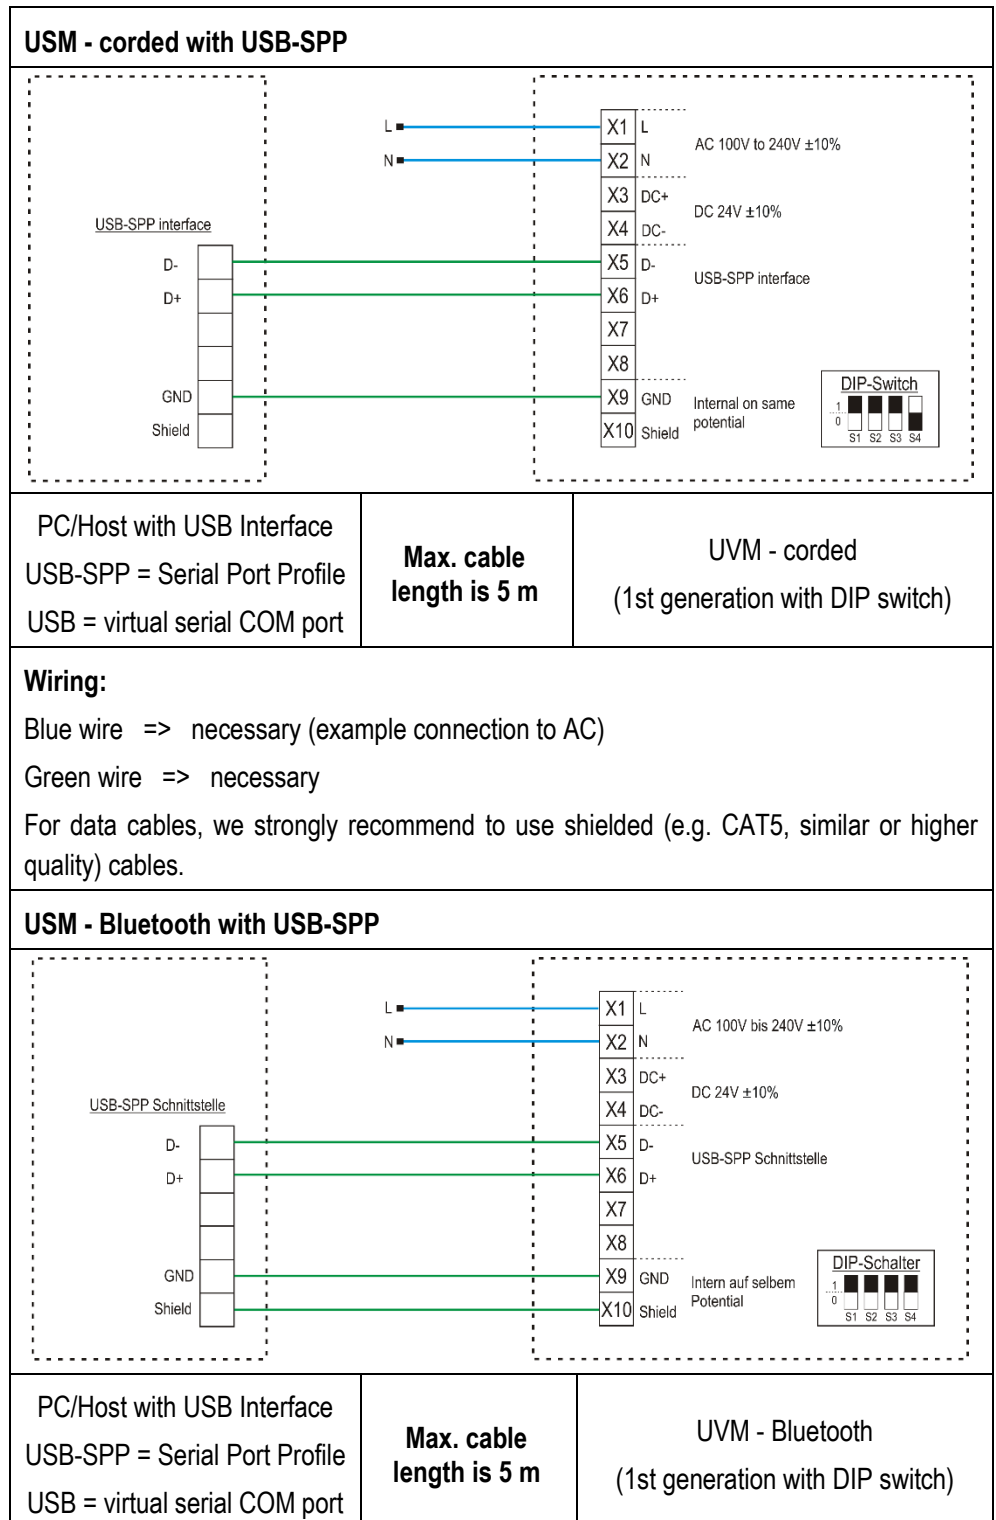 USM - corded with USB-SPP
L
N
X1 L
AC 100V to 240V ±10%
X2 N
X3 DC+
DC 24V ±10%
X4 DC-
USB-SPP interface
D-
D+
GND
Shield
X5 D-
USB-SPP interface
X6 D+
X7
X8
X9 GND
Internal on same
potential
X10 Shield
DIP-Switch
1
0
S1 S2 S3 S4
PC/Host with USB Interface
USB-SPP = Serial Port Profile
USB = virtual serial COM port
Max. cable
length is 5 m
UVM - corded
(1st generation with DIP switch)
Wiring:
Blue wire => necessary (example connection to AC)
Green wire => necessary
For data cables, we strongly recommend to use shielded (e.g. CAT5, similar or higher
quality) cables.
USM - Bluetooth with USB-SPP
L
N
X1 L
AC 100V bis 240V ±10%
X2 N
X3 DC+
DC 24V ±10%
X4 DC-
USB-SPP Schnittstelle
D-
D+
GND
Shield
X5 D-
USB-SPP Schnittstelle
X6 D+
X7
X8
X9 GND
Intern auf selbem
Potential
X10 Shield
DIP-Schalter
1
0
S1 S2 S3 S4
PC/Host with USB Interface
USB-SPP = Serial Port Profile
USB = virtual serial COM port
Max. cable
length is 5 m
UVM - Bluetooth
(1st generation with DIP switch)